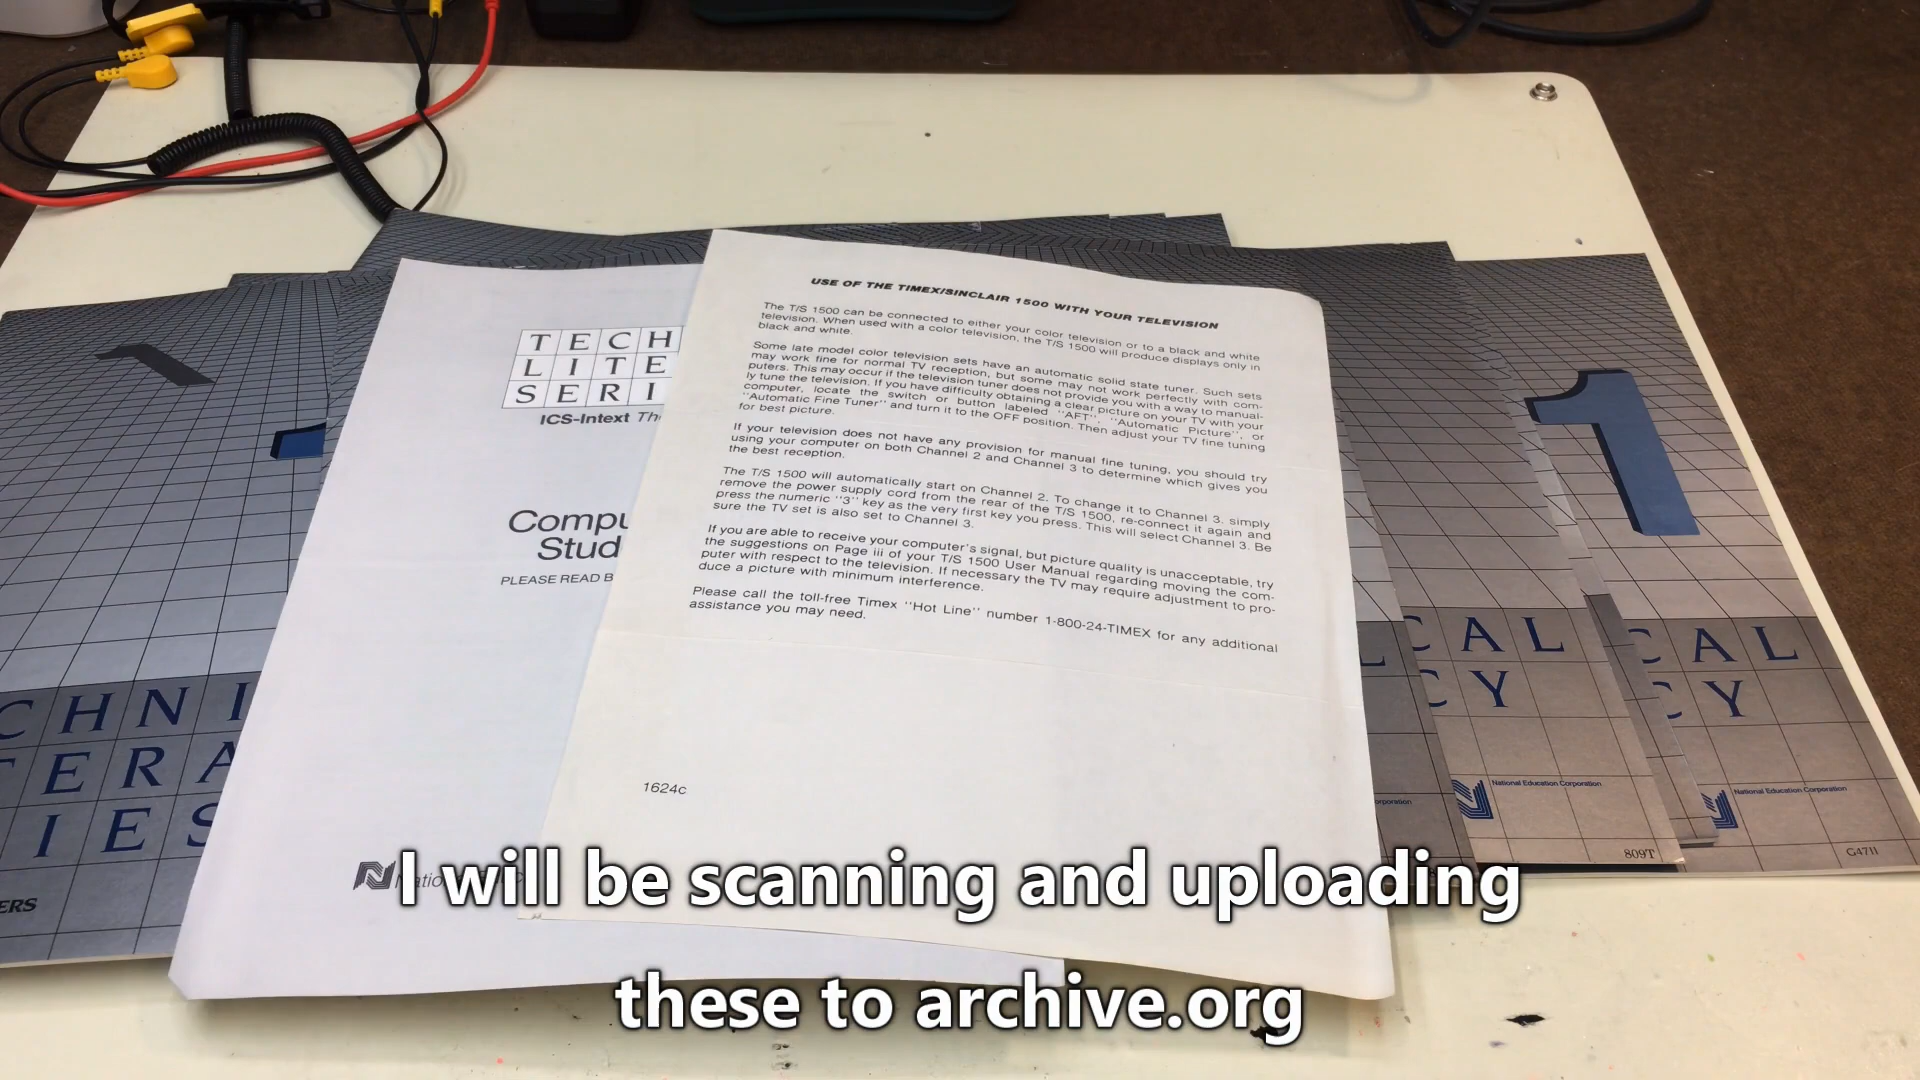 USE OF THE TIMEX/SINCLAIR 1500 WITH YOUR TELEVISION
The T/S 1500 can be connected to either your color television or to a black and white
television. When used with a color television, the T/S 1500 will produce displays only in
black and white.
Some late model color television sets have an automatic solid state tuner. Such sets
may work fine for normal TV reception, but some may not work perfectly with com-
puters. This may occur if the television tuner does not provide you with a way to manual-
ly tune the television. If you have difficulty obtaining a clear picture on your TV with your
computer, locate the switch or button labeled "AFT", "Automatic Picture", or
"Automatic Fine Tuner" and turn it to the OFF position. Then adjust your TV fine tuning
for best picture.
If your television does not have any provision for manual fine tuning, you should try
using your computer on both Channel 2 and Channel 3 to determine which gives you
the best reception.
The T/S 1500 will automatically start on Channel 2. To change it to Channel 3. simply
remove the power supply cord from the rear of the T/S 1500, re-connect it again and
press the numeric "3" key as the very first key you press. This will select Channel 3. Be
sure the TV set is also set to Channel 3.
If you are able to receive your computer's signal, but picture quality is unacceptable, try
the suggestions on Page iii of your T/S 1500 User Manual regarding moving the com-
puter with respect to the television. If necessary the TV may require adjustment to pro-
duce a picture with minimum interference.
Please call the toll-free Timex "Hot Line" number 1-800-24-TIMEX for any additional
assistance you may need.
1624c
TECH
LITE
SERI
ICS-Intext The
Compu
Stud
PLEASE READ B
Natio
CHNI
TERA
IES
ERS
1
CAL
CY
National Education Corporation
809T
1
CAL
CY
National Education Corporation
G4711
I will be scanning and uploading
these to archive.org